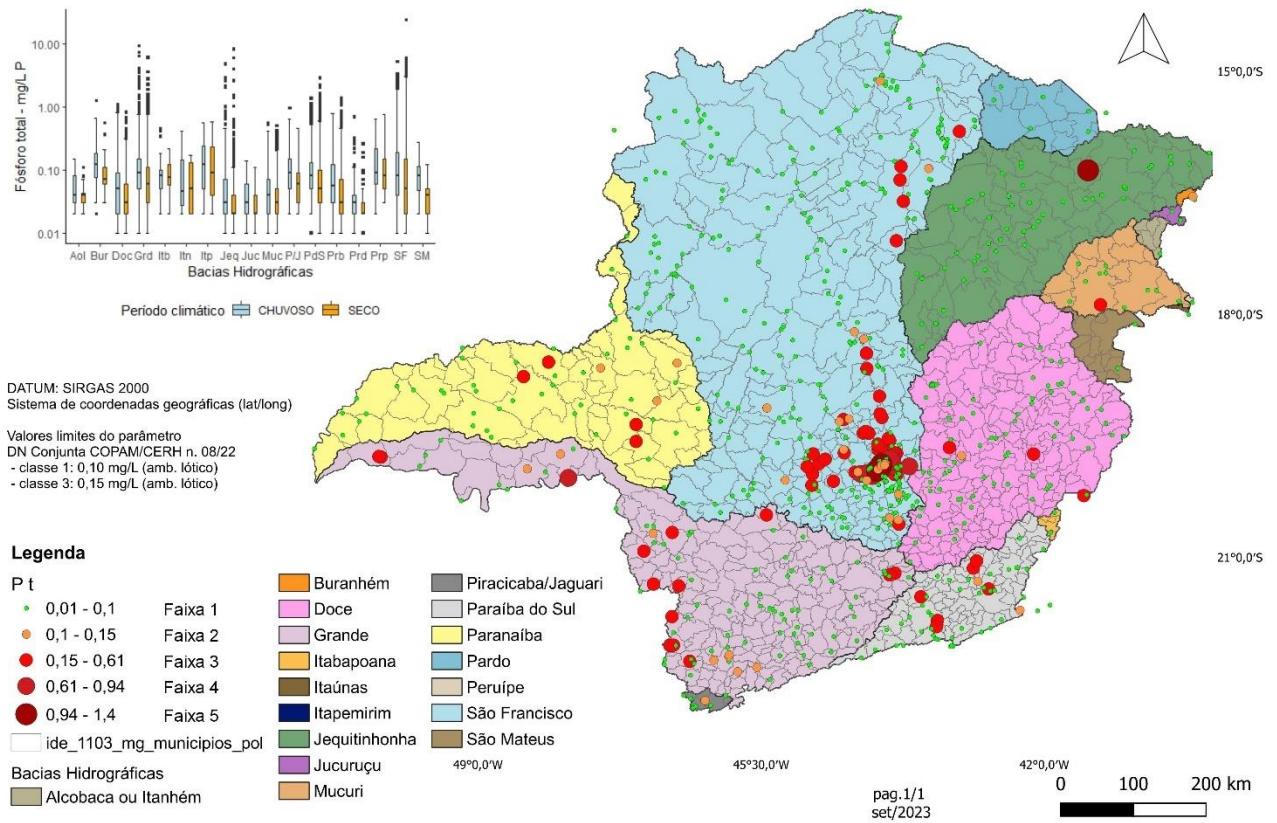 10.00
1.00
0.10
0.01
Fósforo total - mg/L P
AoI Bur Doc Grd Itb Itn Itp Jeq Juc Muc P/J PdS Prb Prd Prp SF SM
Bacias Hidrográficas
Período climático CHUVOSO SECO
15°0,0'S
18°0,0'S
21°0,0'S
DATUM: SIRGAS 2000
Sistema de coordenadas geográficas (lat/long)
Valores limites do parâmetro
DN Conjunta COPAM/CERH n. 08/22
- classe 1: 0,10 mg/L (amb. lótico)
- classe 3: 0,15 mg/L (amb. lótico)
Legenda
P t
0,01 - 0,1 Faixa 1
0,1 - 0,15 Faixa 2
0,15 - 0,61 Faixa 3
0,61 - 0,94 Faixa 4
0,94 - 1,4 Faixa 5
ide_1103_mg_municipios_pol
Bacias Hidrográficas
Alcobaca ou Itanhém
Buranhém
Doce
Grande
Itabapoana
Itaúnas
Itapemirim
Jequitinhonha
Jucuruçu
Mucuri
Piracicaba/Jaguari
Paraíba do Sul
Paranaíba
Pardo
Peruípe
São Francisco
São Mateus
49°0,0'W 45°30,0'W 42°0,0'W
pag.1/1
set/2023
0 100 200 km